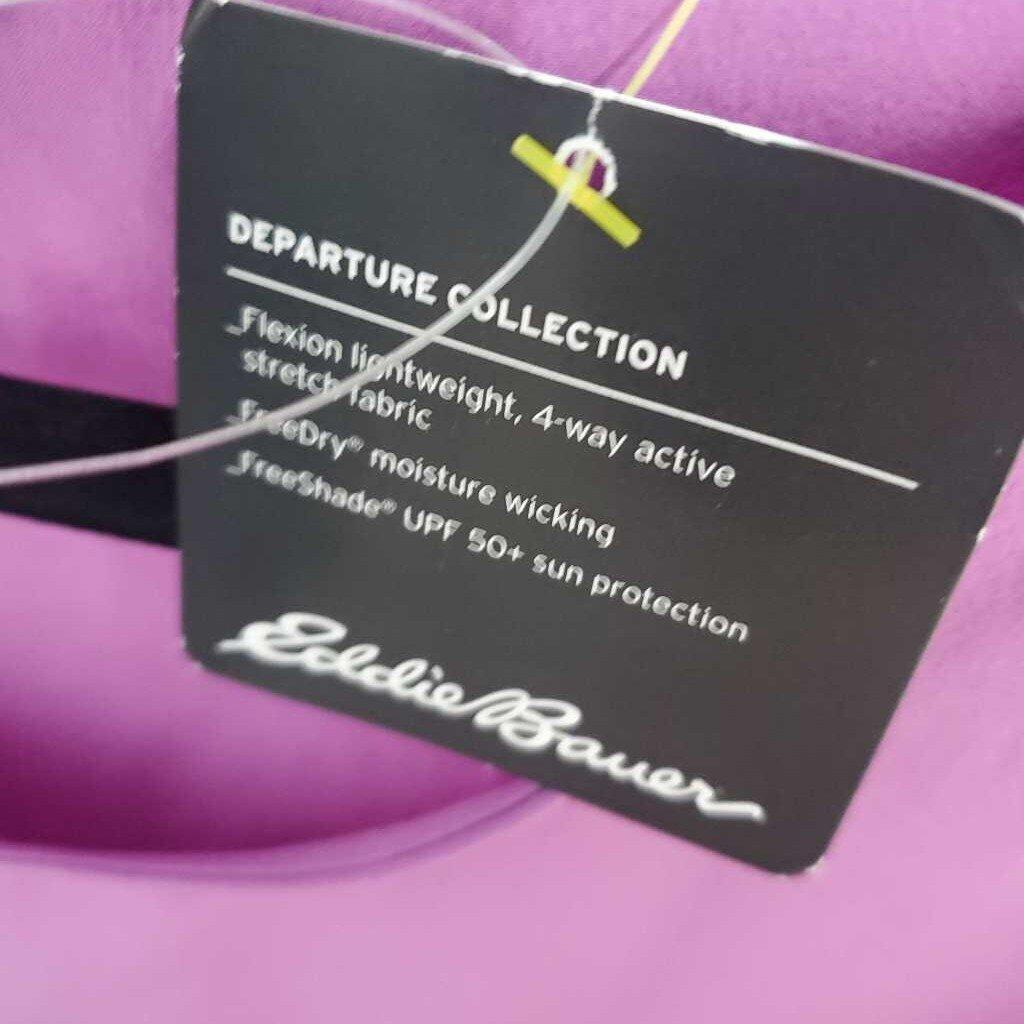 DEPARTURE COLLECTION
_Flexion lightweight, 4-way active
stretch fabric
_FreeDry® moisture wicking
_FreeShade® UPF 50+ sun protection
Eddie Bauer